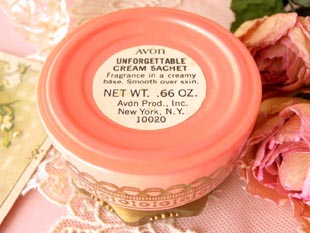 AVON
UNFORGETTABLE
CREAM SACHET
Fragrance in a creamy
base. Smooth over skin.
NET WT. .66 OZ.
Avon Prod., Inc.
New York, N.Y.
10020